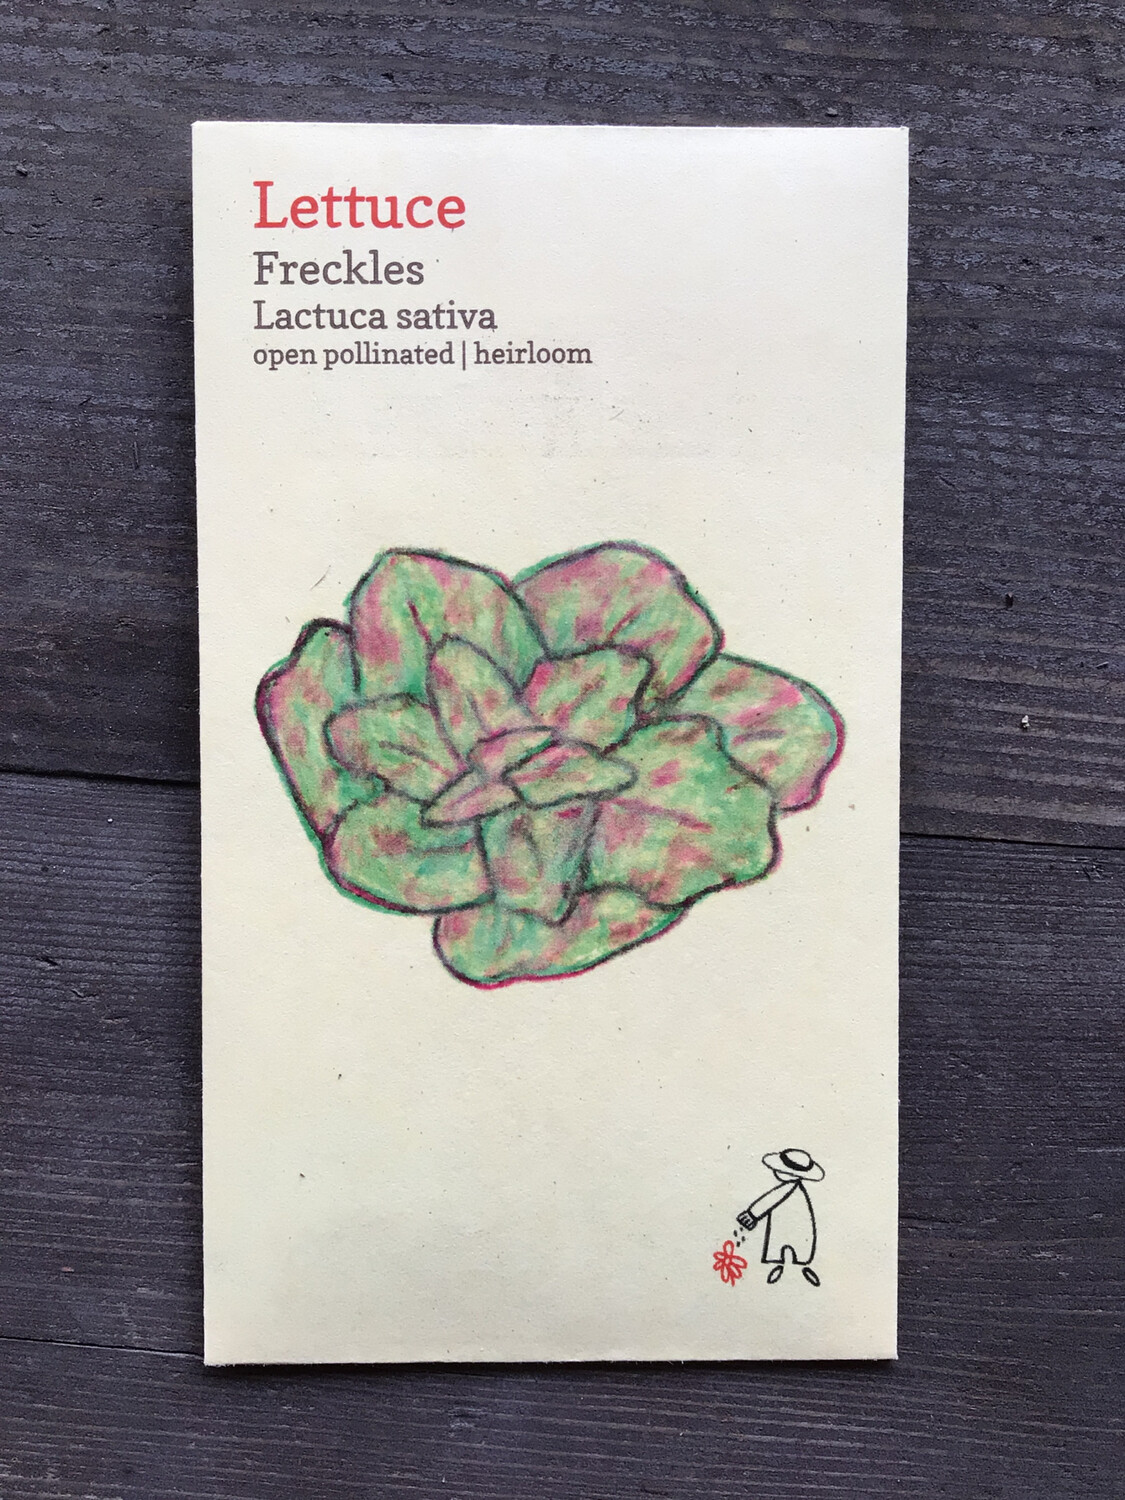 Lettuce
Freckles
Lactuca sativa
open pollinated | heirloom